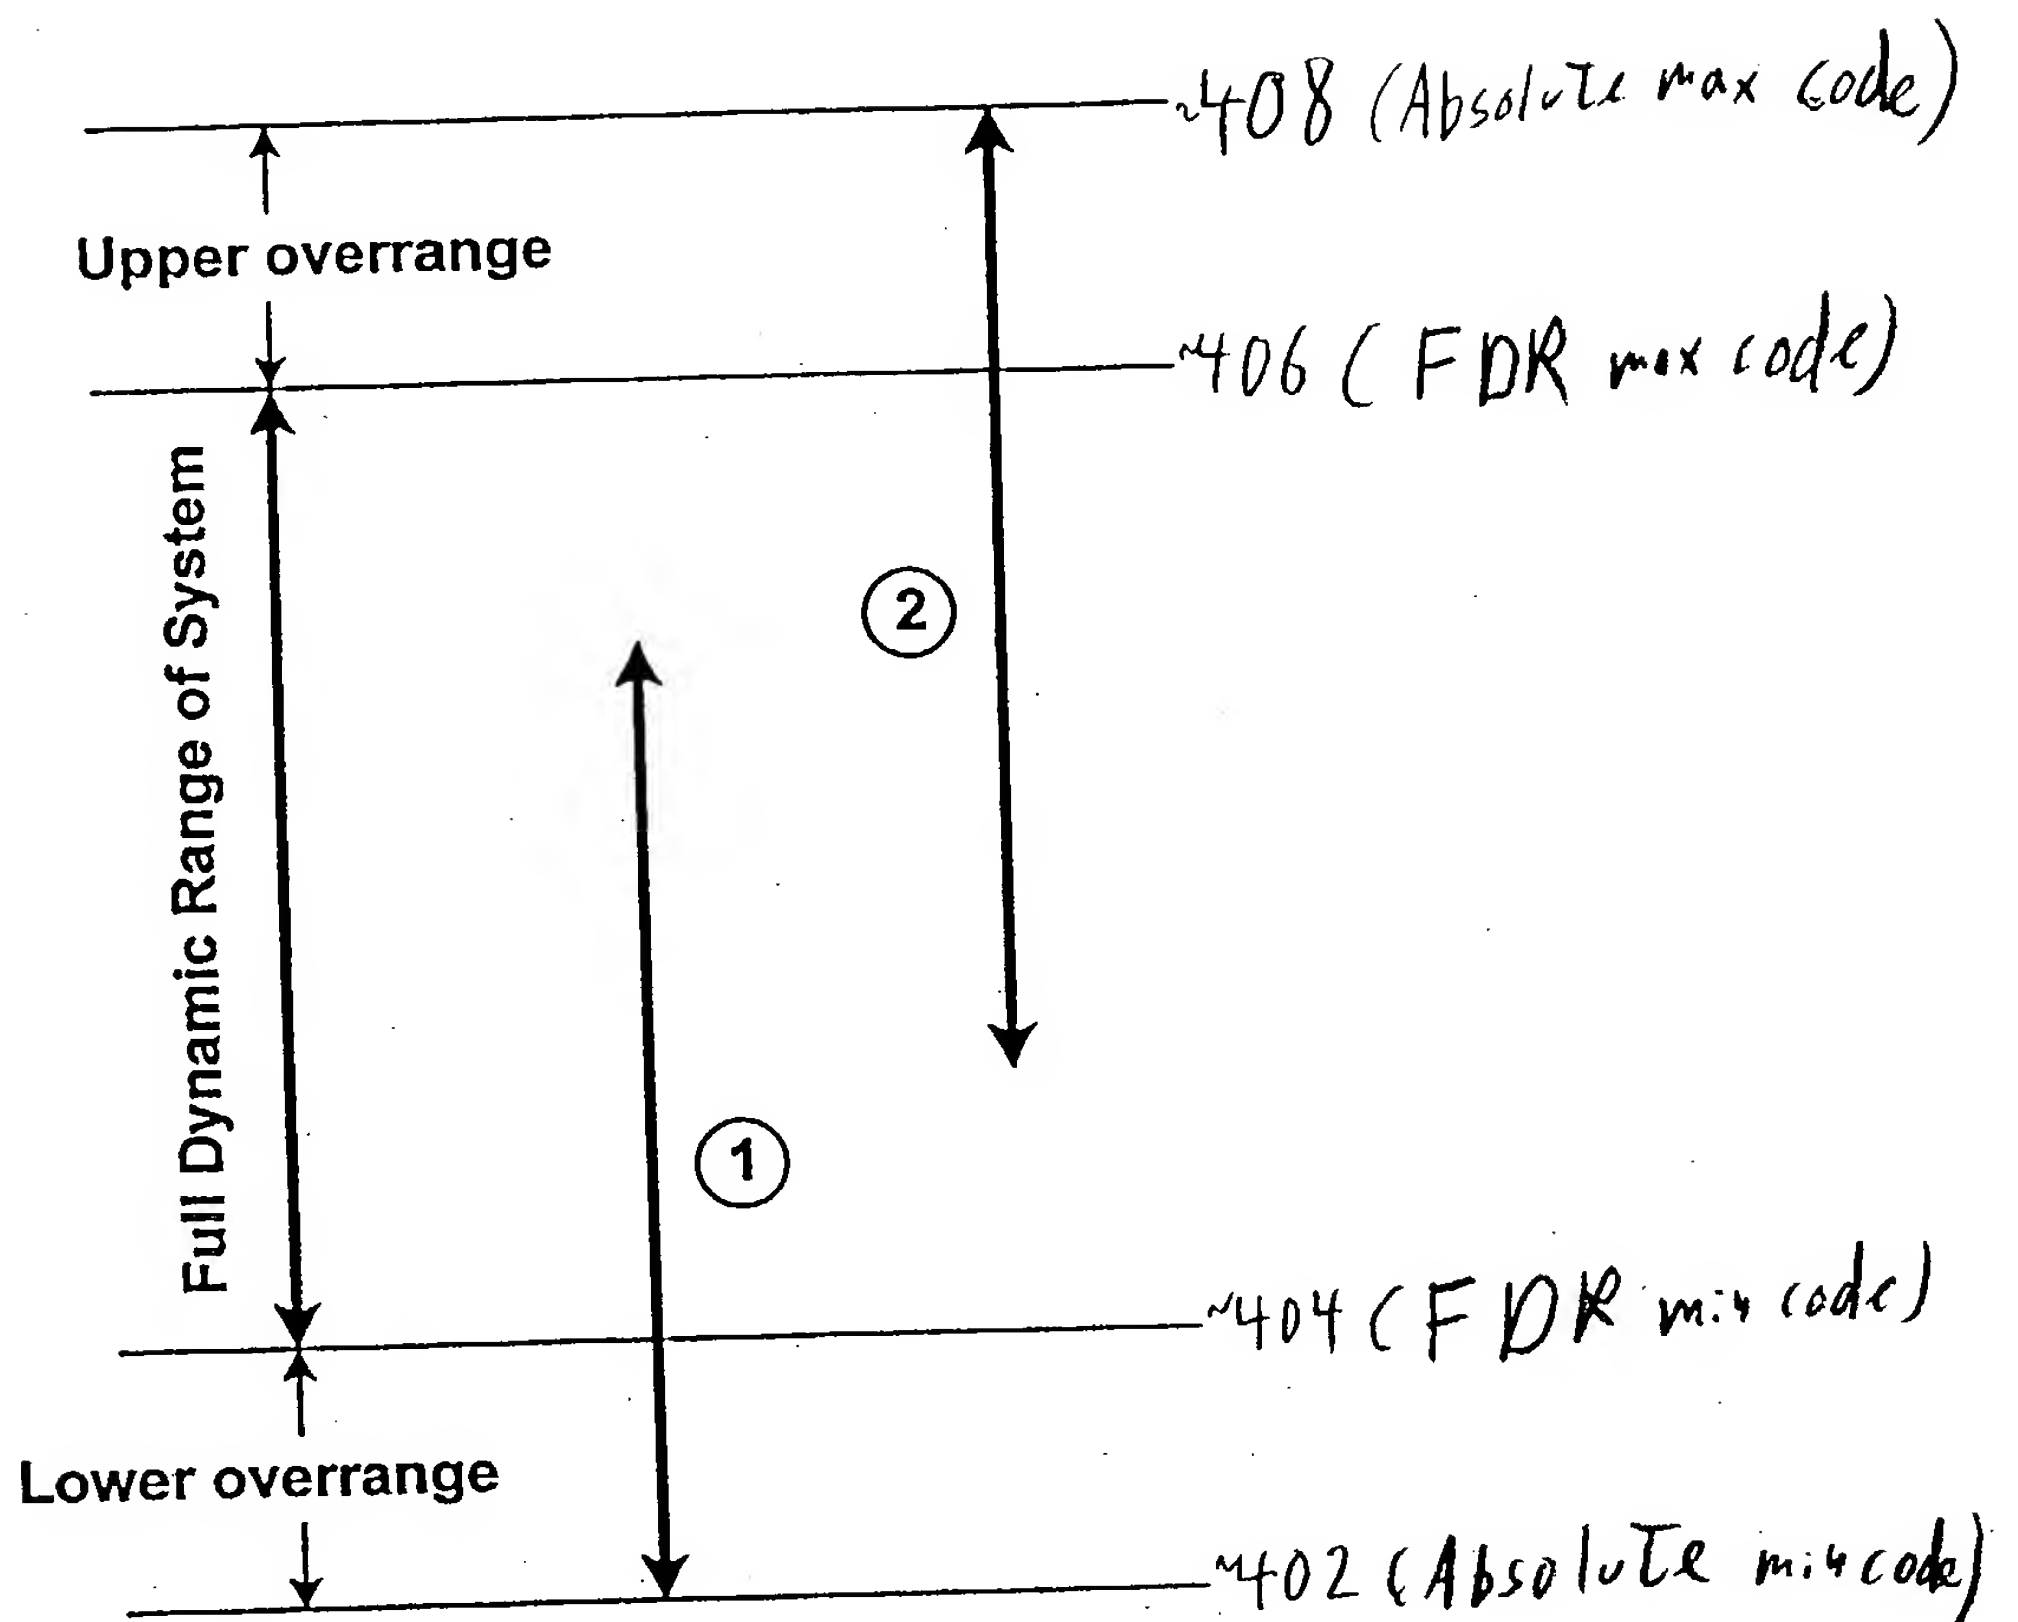 ~408 (Absolute max code)
Upper overrange
~406 (FDR max code)
Full Dynamic Range of System
2
1
~404 (FDR min code)
Lower overrange
~402 (Absolute min code)